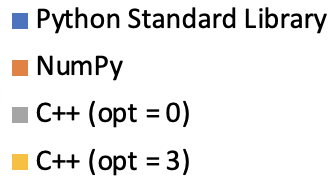 Python Standard Library
NumPy
C++ (opt = 0)
C++ (opt = 3)